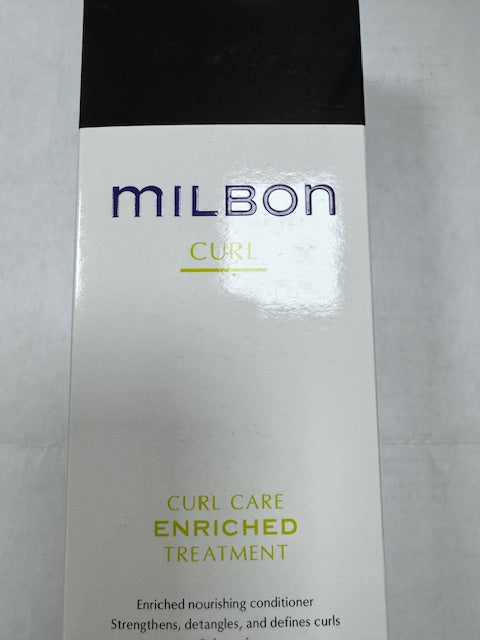 MILBON
CURL
CURL CARE
ENRICHED
TREATMENT
Enriched nourishing conditioner
Strengthens, detangles, and defines curls